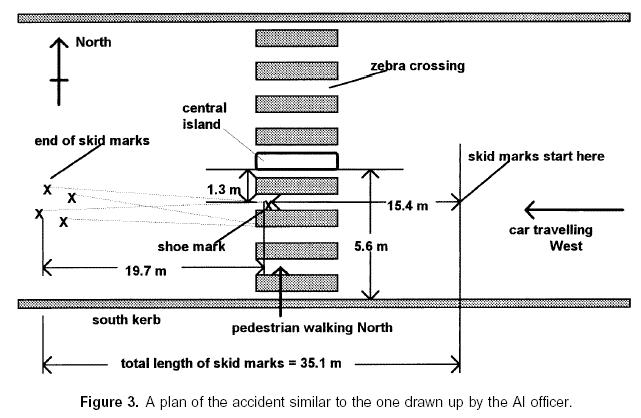 North
zebra crossing
central
island
end of skid marks
skid marks start here
1.3 m
15.4 m
shoe mark
5.6 m
car travelling
West
19.7 m
south kerb
pedestrian walking North
total length of skid marks = 35.1 m
Figure 3. A plan of the accident similar to the one drawn up by the AI officer.